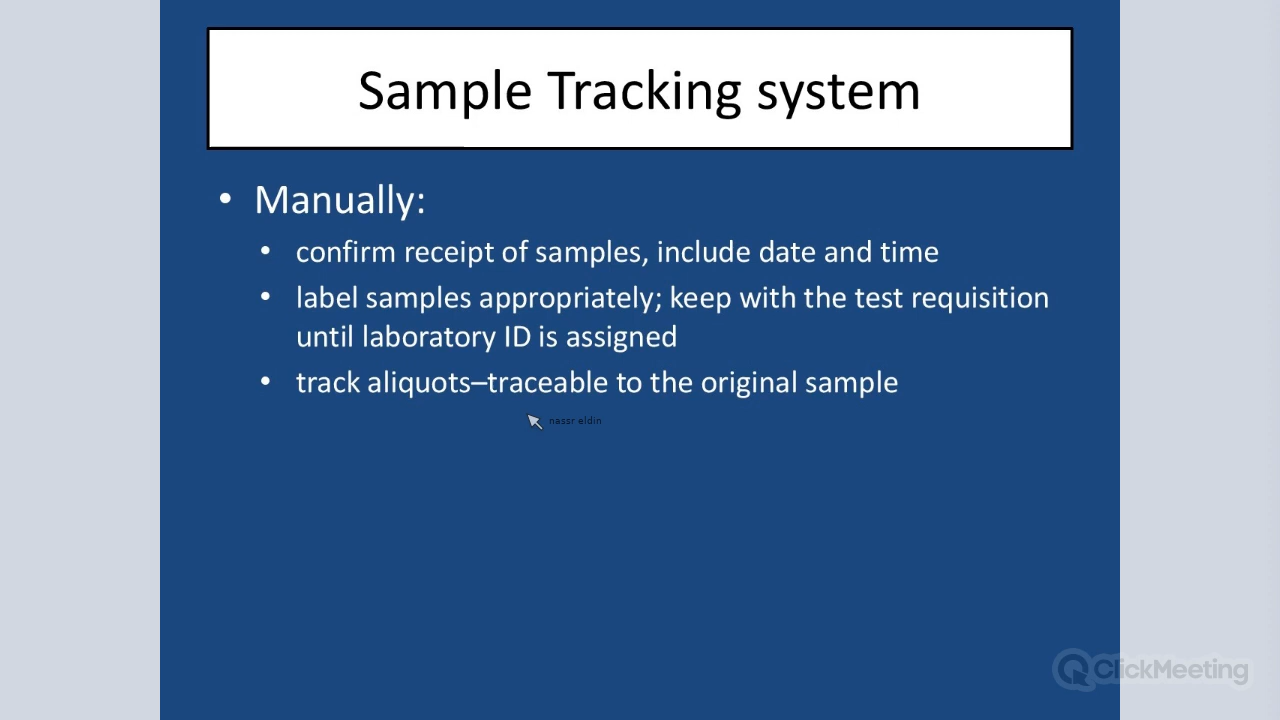 Sample Tracking system
• Manually:
• confirm receipt of samples, include date and time
• label samples appropriately; keep with the test requisition
until laboratory ID is assigned
• track aliquots–traceable to the original sample
nassr eldin
ClickMeeting